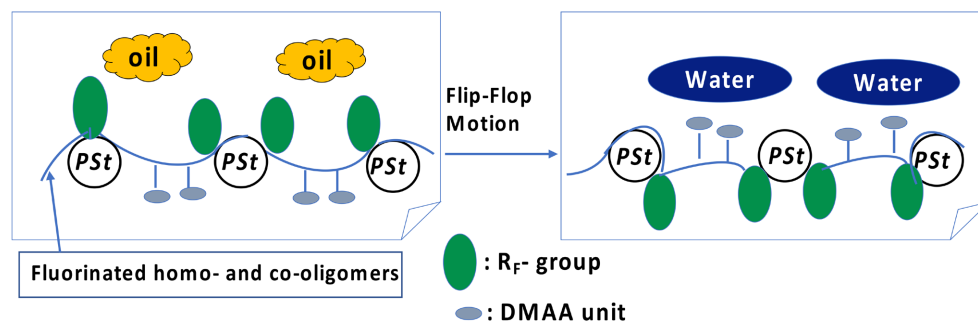 oil
oil
PSt
PSt
PSt
Fluorinated homo- and co-oligomers
Flip-Flop
Motion
Water
Water
PSt
PSt
PSt
: R_F- group
: DMAA unit